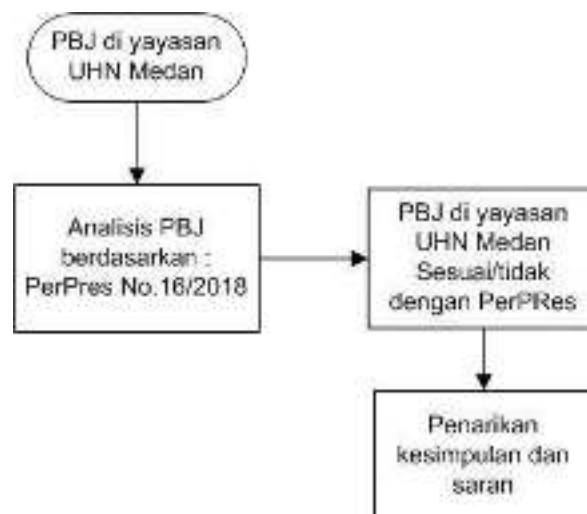 PBJ di yayasan
UHN Medan
Analisis PBJ
berdasarkan :
PerPres No.16/2018
PBJ di yayasan
UHN Medan
Sesuai/tidak
dengan PerPRes
Penarikan
kesimpulan dan
saran